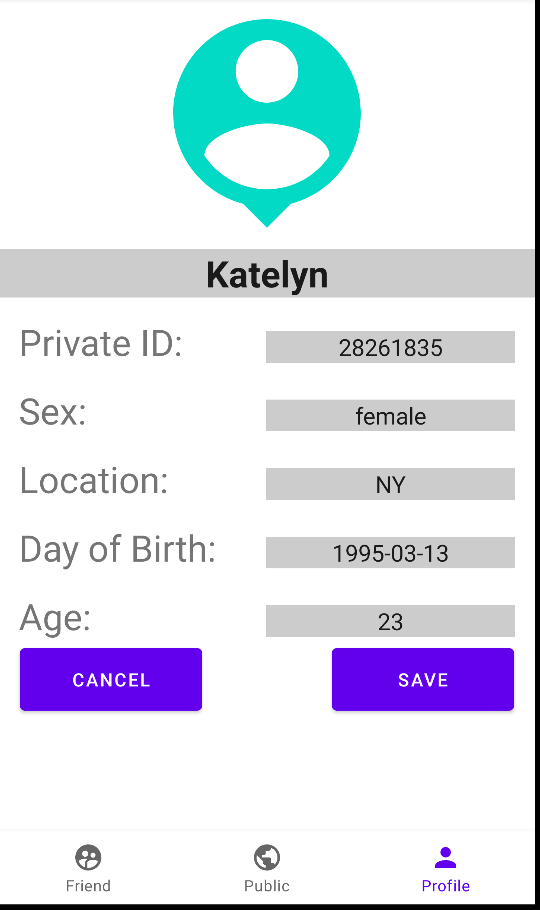 Katelyn
Private ID: 28261835
Sex: female
Location: NY
Day of Birth: 1995-03-13
Age: 23
CANCEL SAVE
Friend Public Profile